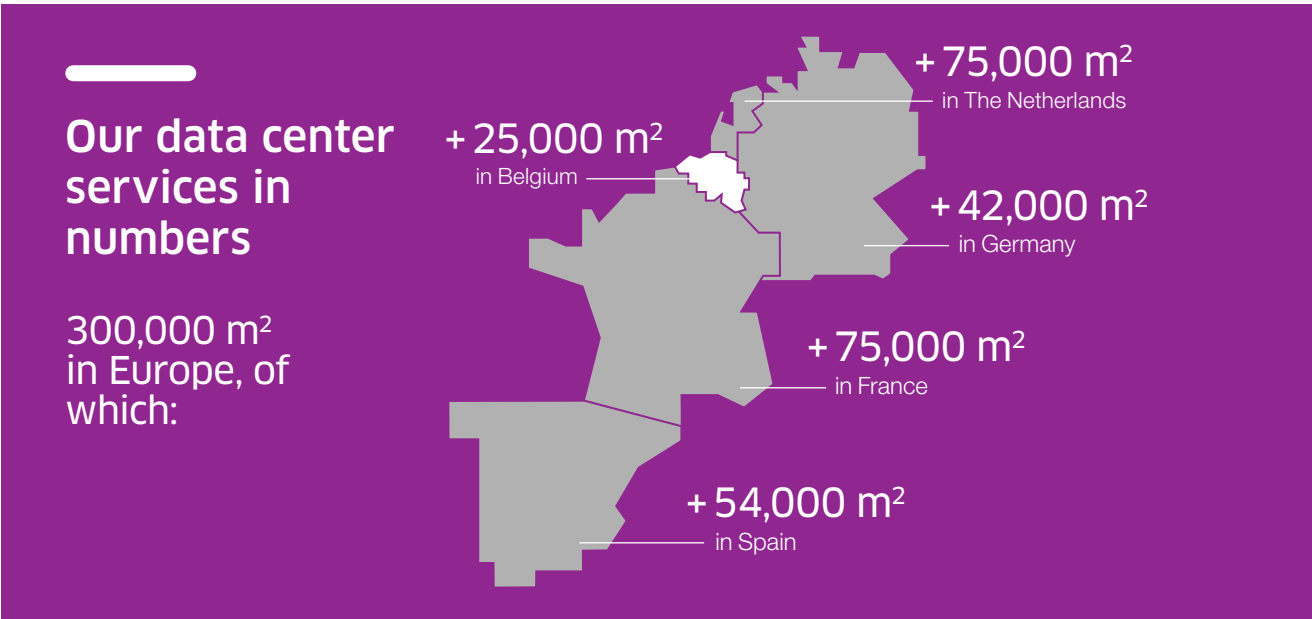 Our data center
services in
numbers
300,000 m²
in Europe, of
which:
+ 75,000 m²
in The Netherlands
+ 25,000 m²
in Belgium
+ 42,000 m²
in Germany
+ 75,000 m²
in France
+ 54,000 m²
in Spain